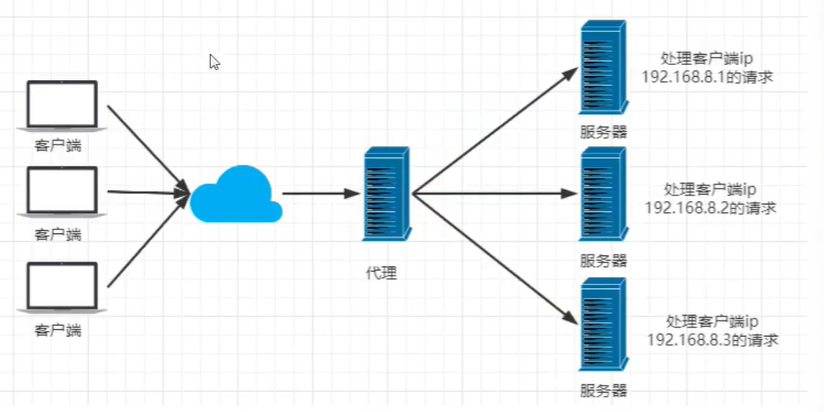 处理客户端ip
192.168.8.1的请求
服务器
客户端
处理客户端ip
192.168.8.2的请求
客户端
服务器
代理
处理客户端ip
192.168.8.3的请求
客户端
服务器